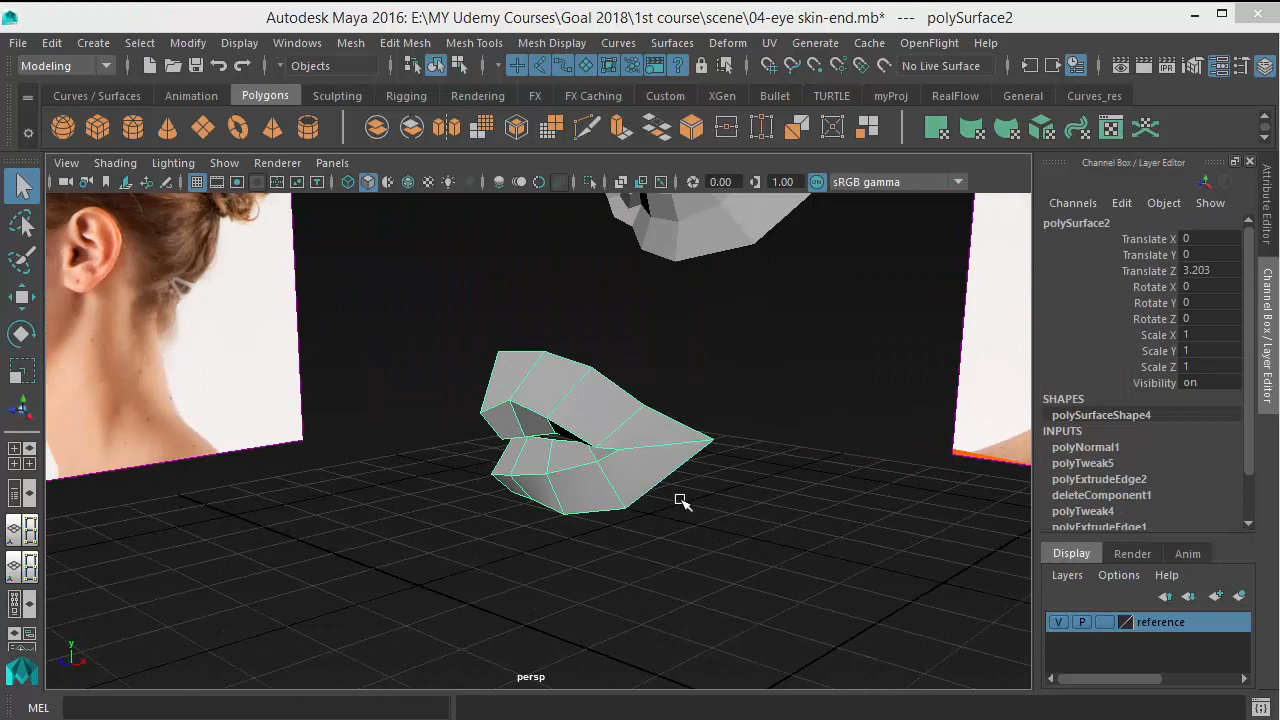 Autodesk Maya 2016: E:\MY Udemy Courses\Goal 2018\1st course\scene\04-eye skin-end.mb* --- polySurface2
File Edit Create Select Modify Display Windows Mesh Edit Mesh Mesh Tools Mesh Display Curves Surfaces Deform UV Generate Cache OpenFlight Help
Modeling Objects No Live Surface
Curves / Surfaces Animation Polygons Sculpting Rigging Rendering FX FX Caching Custom XGen Bullet TURTLE myProj RealFlow General Curves_res
View Shading Lighting Show Renderer Panels
0.00 1.00 sRGB gamma
persp
Channel Box / Layer Editor
Channels Edit Object Show
polySurface2
Translate X 0
Translate Y 0
Translate Z 3.203
Rotate X 0
Rotate Y 0
Rotate Z 0
Scale X 1
Scale Y 1
Scale Z 1
Visibility on
SHAPES
polySurfaceShape4
INPUTS
polyNormal1
polyTweak5
polyExtrudeEdge2
deleteComponent1
polyTweak4
polyExtrudeEdge1
Display Render Anim
Layers Options Help
V P reference
Attribute Editor
Channel Box / Layer Editor
y
MEL